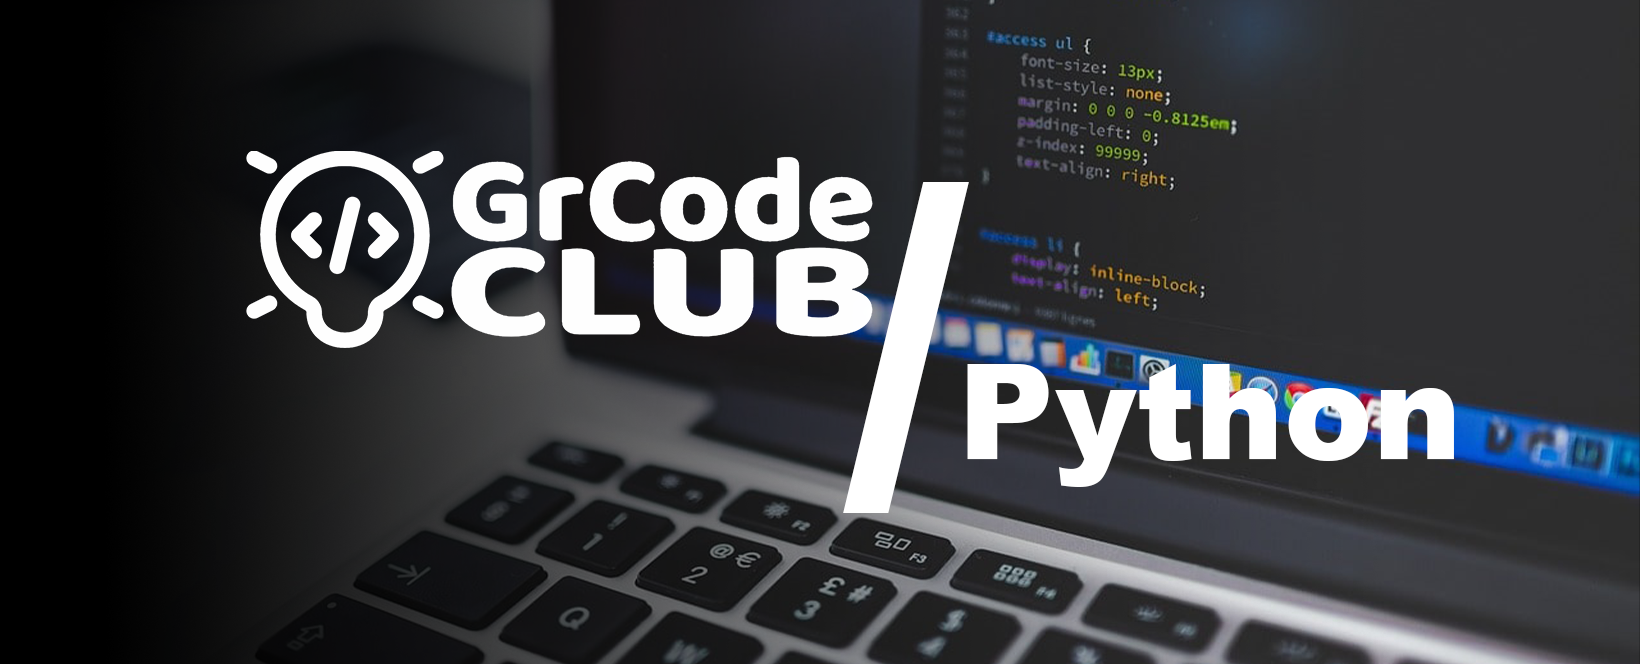 GrCode
CLUB
Python
</>
#access ul {
font-size: 13px;
list-style: none;
margin: 0 0 0 -0.8125em;
padding-left: 0;
z-index: 99999;
text-align: right;
}
#access li {
display: inline-block;
text-align: left;
F2
F3
F4
!
1
@ €
2
£ #
3
$
4
Q
W